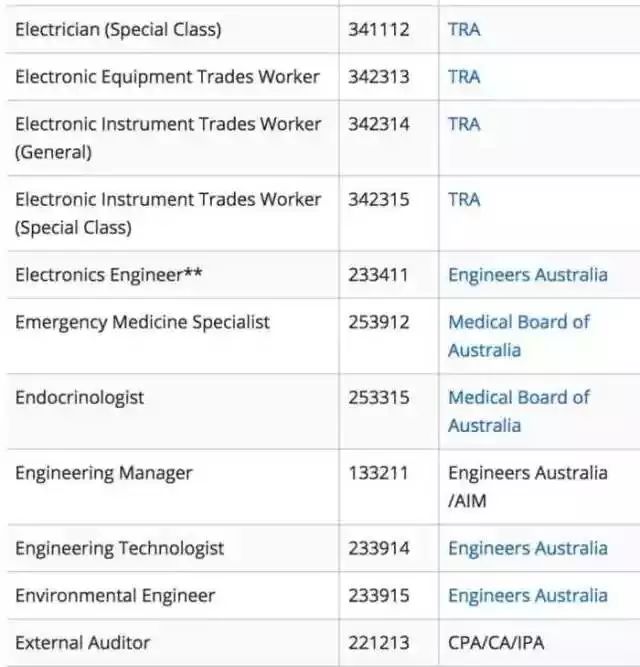 Electrician (Special Class) 341112 TRA
Electronic Equipment Trades Worker 342313 TRA
Electronic Instrument Trades Worker 342314 TRA
(General)
Electronic Instrument Trades Worker 342315 TRA
(Special Class)
Electronics Engineer** 233411 Engineers Australia
Emergency Medicine Specialist 253912 Medical Board of
Australia
Endocrinologist 253315 Medical Board of
Australia
Engineering Manager 133211 Engineers Australia
/AIM
Engineering Technologist 233914 Engineers Australia
Environmental Engineer 233915 Engineers Australia
External Auditor 221213 CPA/CA/IPA